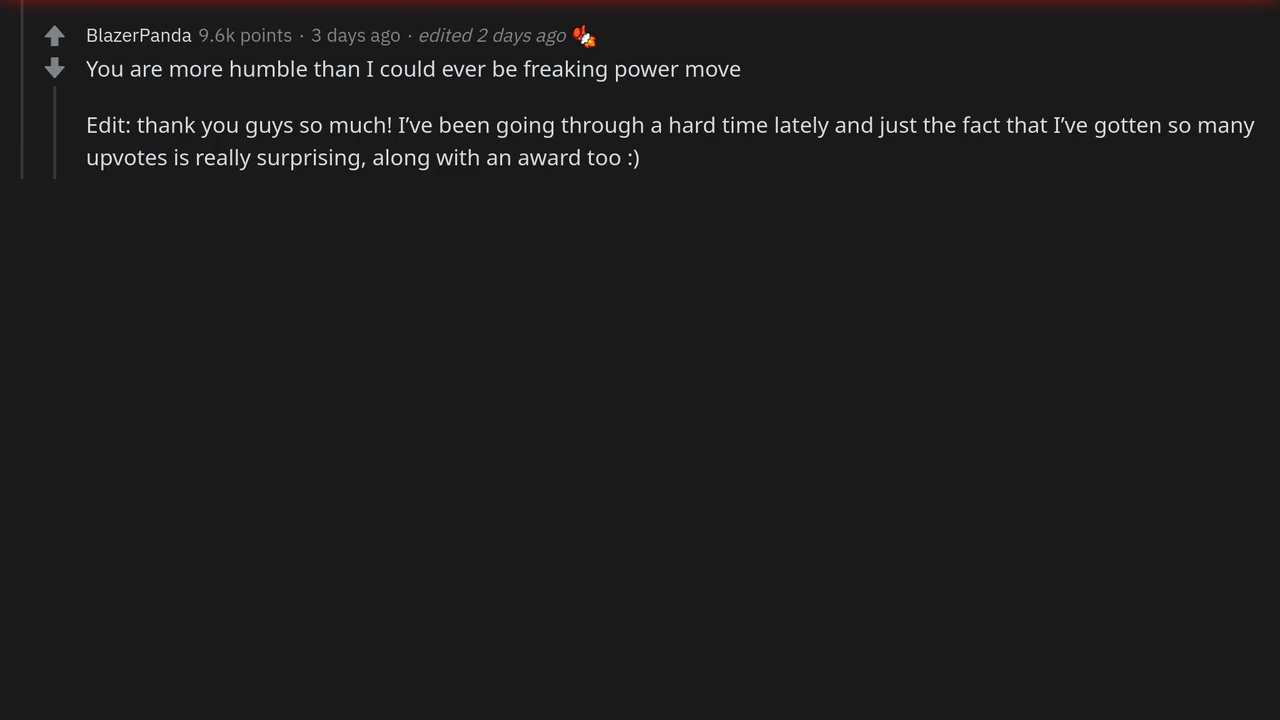 BlazerPanda 9.6k points · 3 days ago · edited 2 days ago
You are more humble than I could ever be freaking power move
Edit: thank you guys so much! I’ve been going through a hard time lately and just the fact that I’ve gotten so many
upvotes is really surprising, along with an award too :)